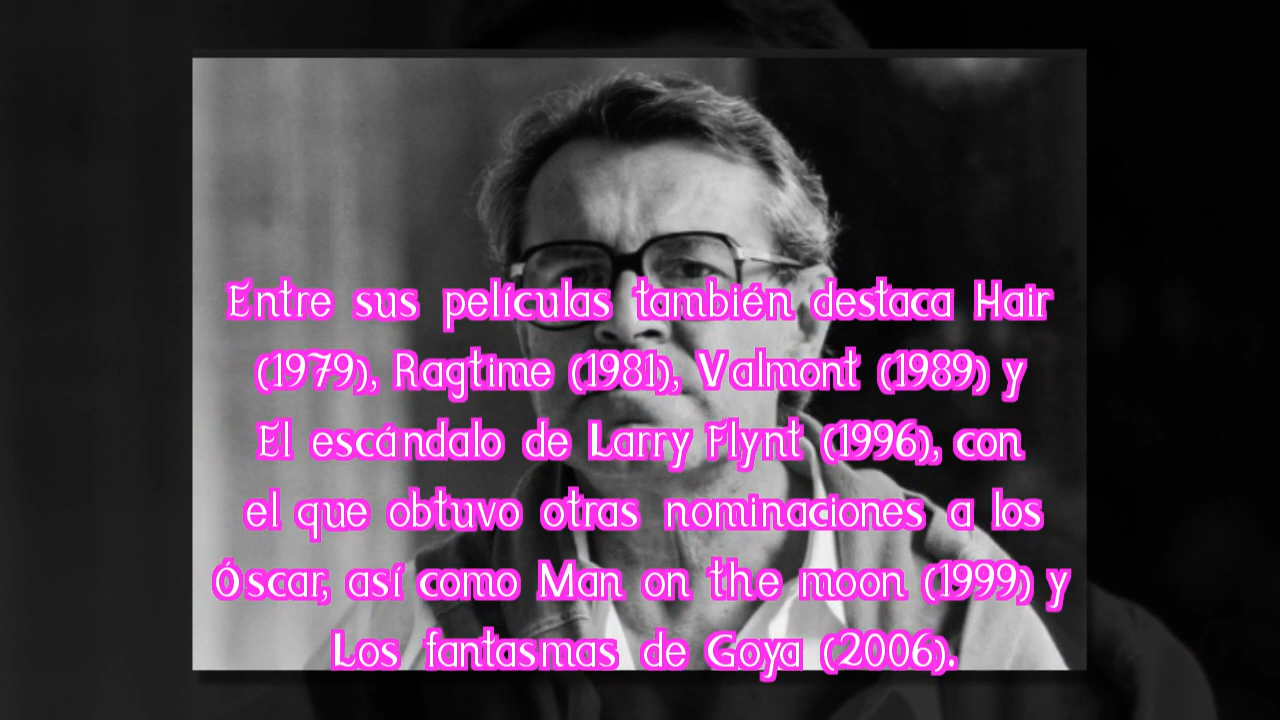 Entre sus películas también destaca Hair
(1979), Ragtime (1981), Valmont (1989) y
El escándalo de Larry Flynt (1996), con
el que obtuvo otras nominaciones a los
Óscar, así como Man on the moon (1999) y
Los fantasmas de Goya (2006).